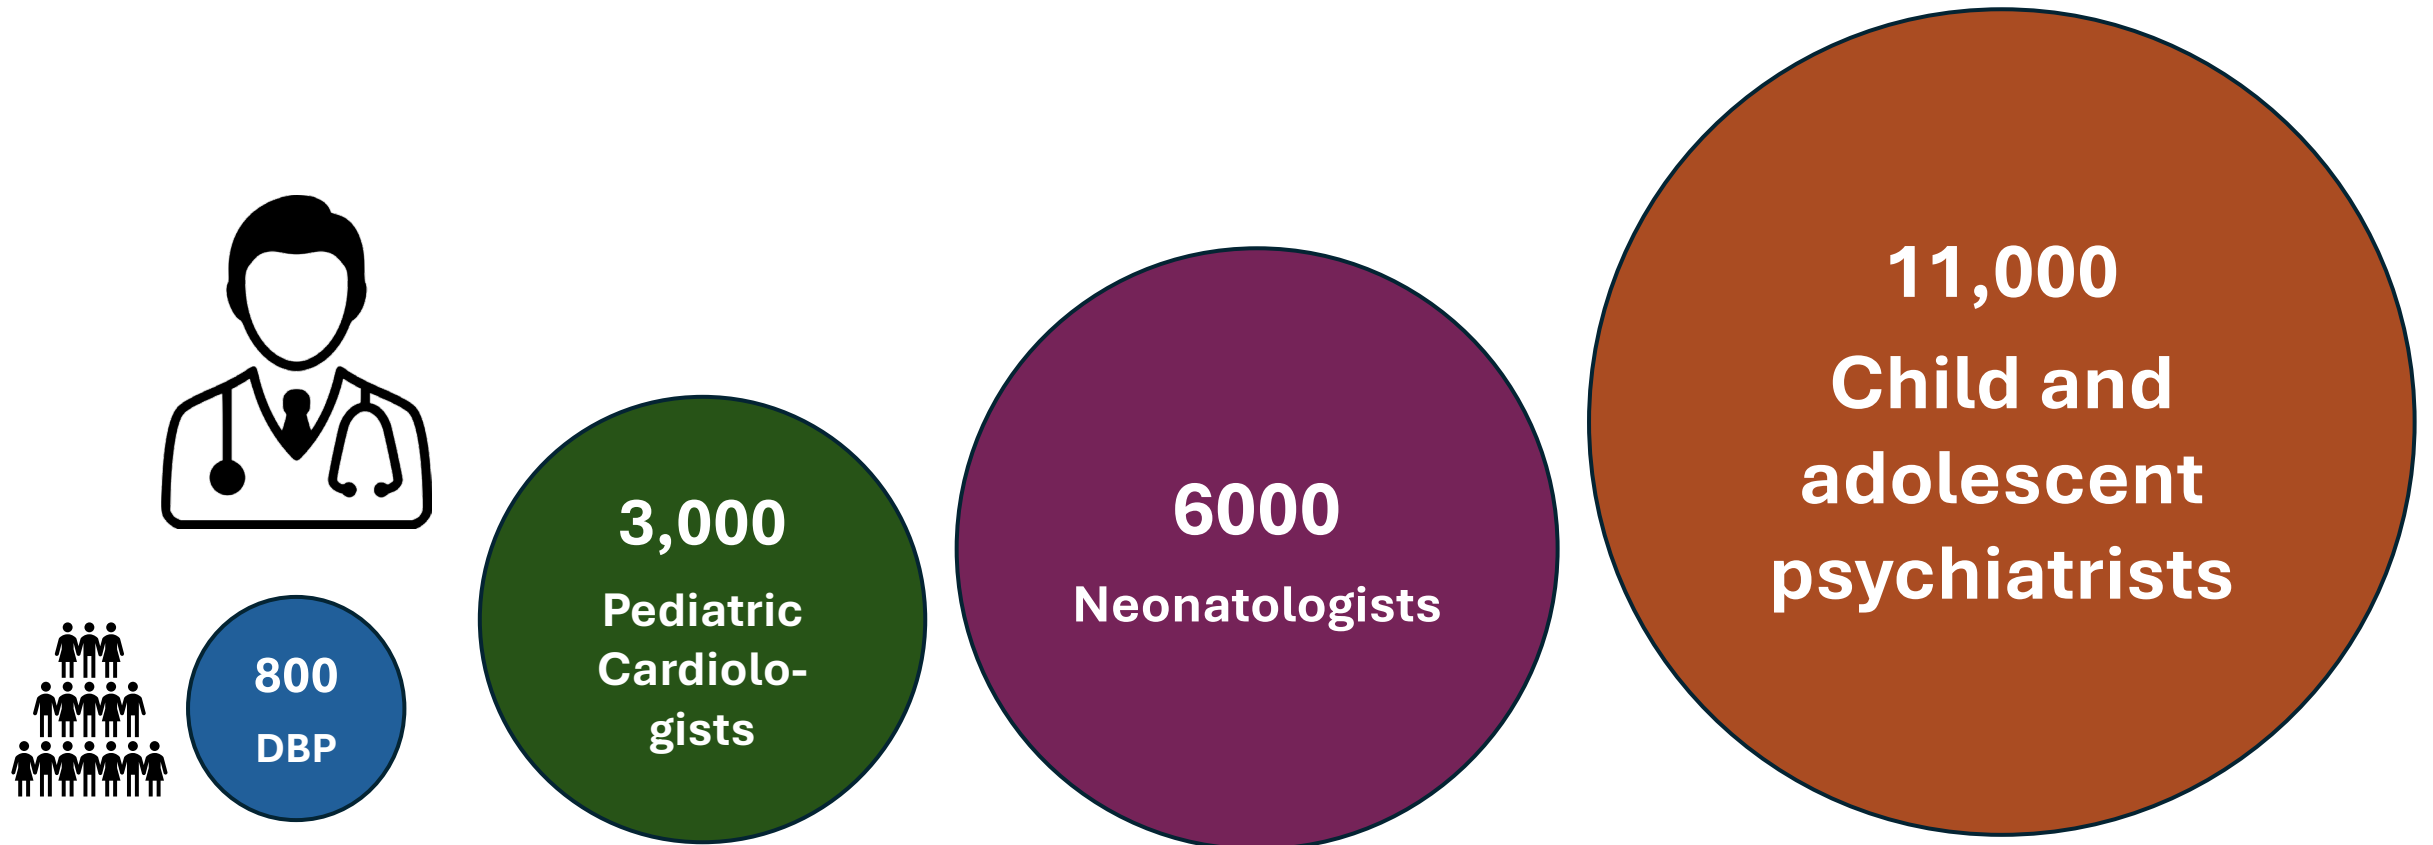 800
DBP
3,000
Pediatric
Cardiolo-
gists
6000
Neonatologists
11,000
Child and
adolescent
psychiatrists